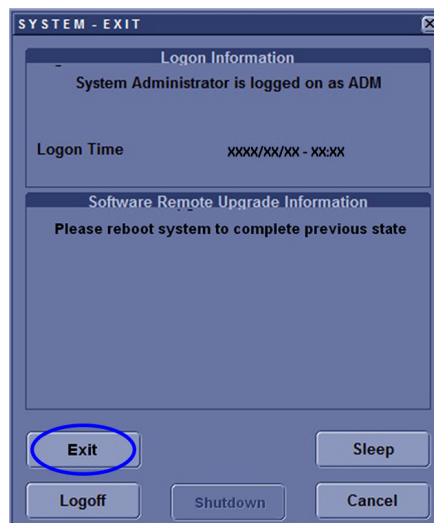 SYSTEM - EXIT
Logon Information
System Administrator is logged on as ADM
Logon Time XXXX/XX/XX - XX:XX
Software Remote Upgrade Information
Please reboot system to complete previous state
Exit Sleep
Logoff Shutdown Cancel